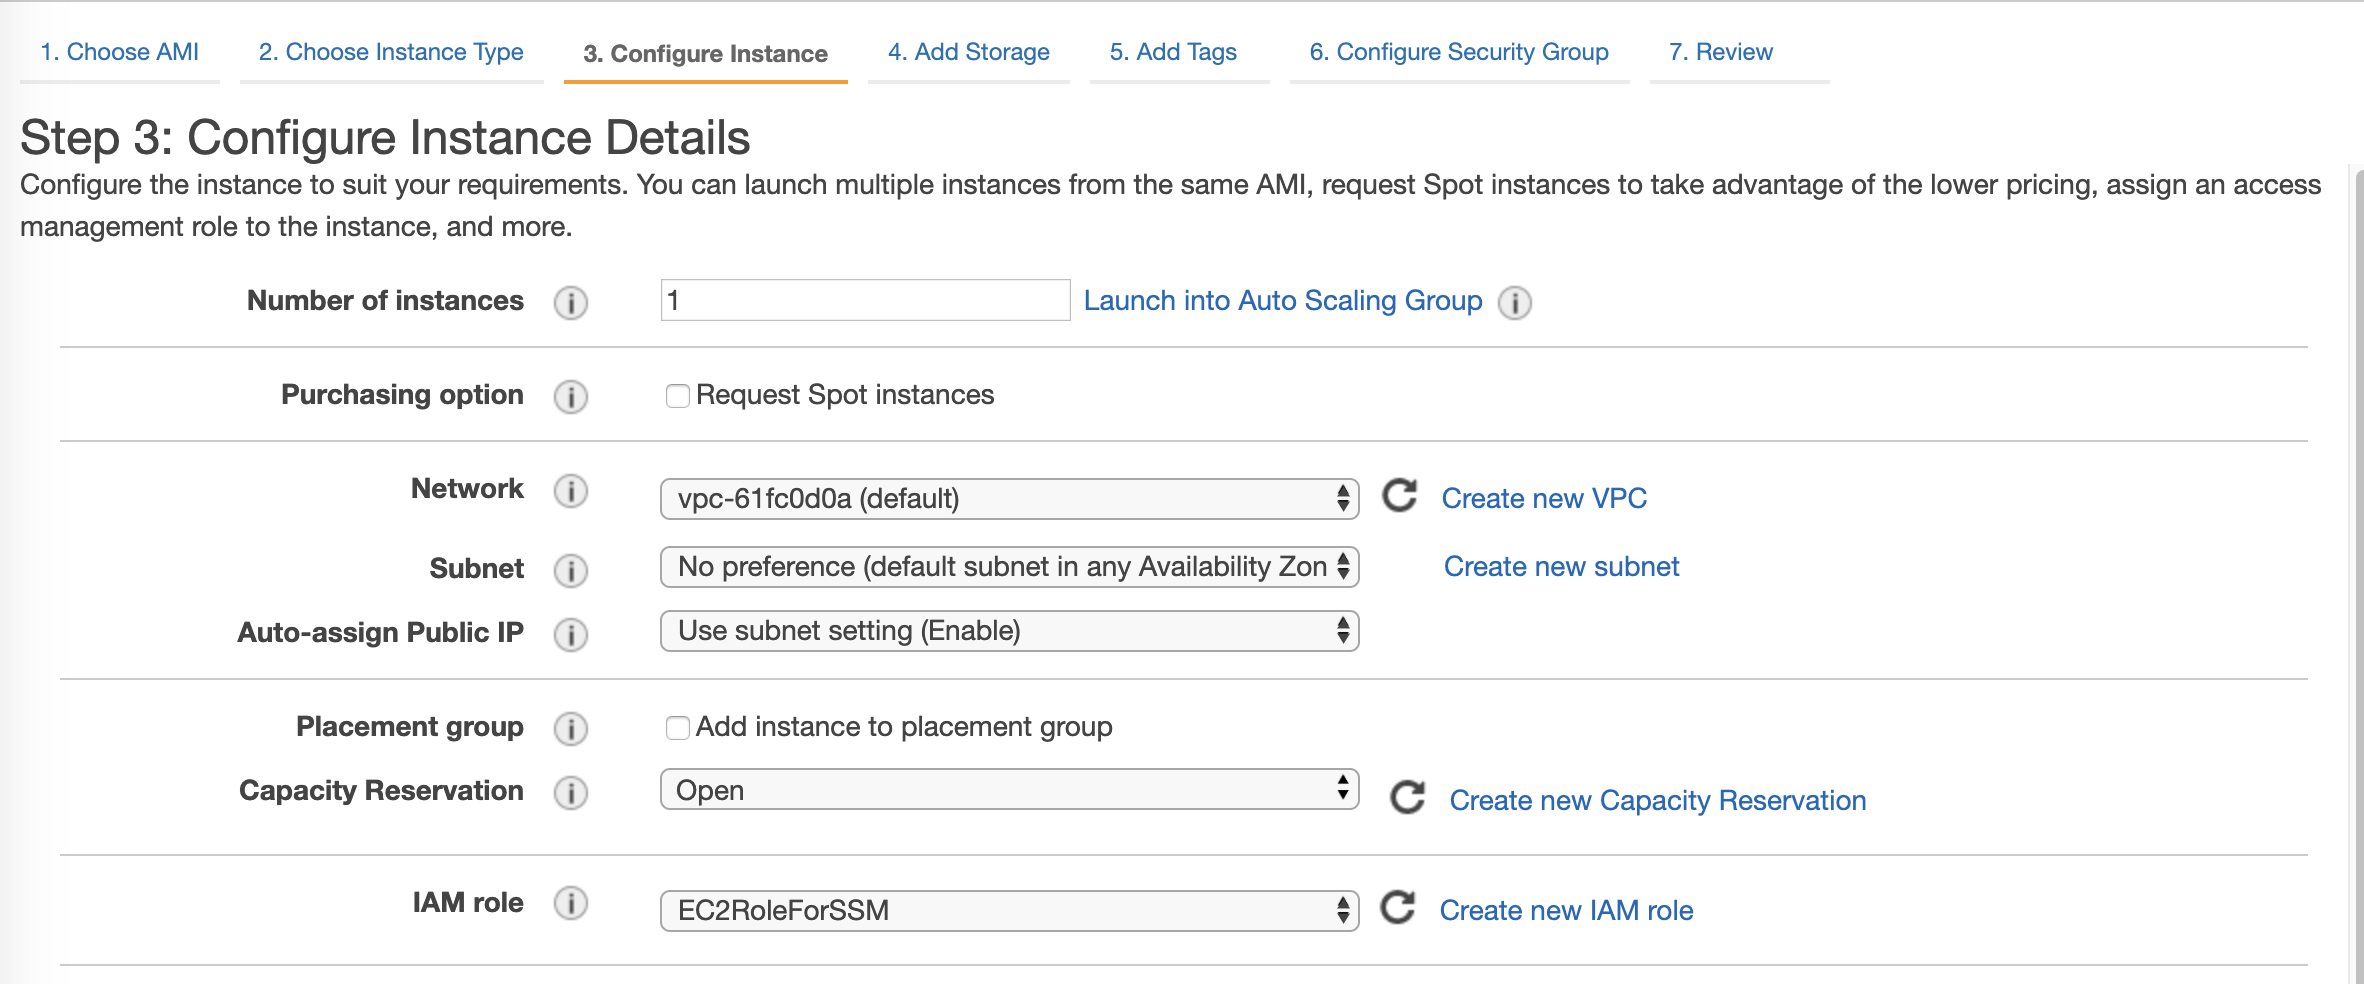 1. Choose AMI 2. Choose Instance Type 3. Configure Instance 4. Add Storage 5. Add Tags 6. Configure Security Group 7. Review
Step 3: Configure Instance Details
Configure the instance to suit your requirements. You can launch multiple instances from the same AMI, request Spot instances to take advantage of the lower pricing, assign an access
management role to the instance, and more.
Number of instances i 1 Launch into Auto Scaling Group i
Purchasing option i Request Spot instances
Network i vpc-61fc0d0a (default) Create new VPC
Subnet i No preference (default subnet in any Availability Zon Create new subnet
Auto-assign Public IP i Use subnet setting (Enable)
Placement group i Add instance to placement group
Capacity Reservation i Open Create new Capacity Reservation
IAM role i EC2RoleForSSM Create new IAM role